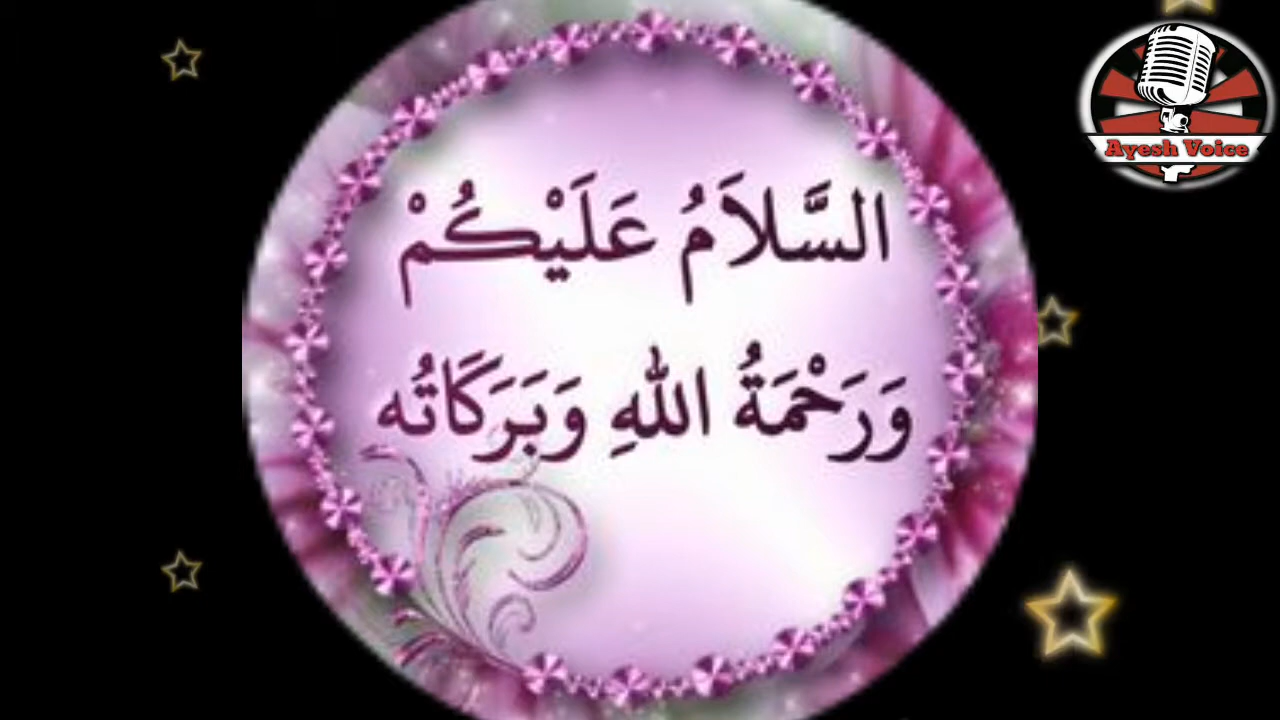 السَّلاَمُ عَلَيْكُمْ
وَرَحْمَةُ اللهِ وَبَرَكَاتُه
Ayesh Voice